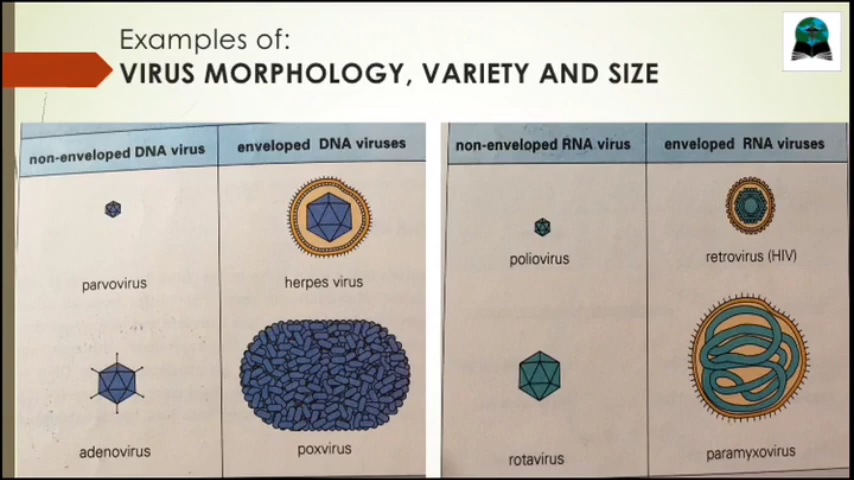 Examples of:
VIRUS MORPHOLOGY, VARIETY AND SIZE
non-enveloped DNA virus
enveloped DNA viruses
parvovirus
herpes virus
adenovirus
poxvirus
non-enveloped RNA virus
enveloped RNA viruses
poliovirus
retrovirus (HIV)
rotavirus
paramyxovirus